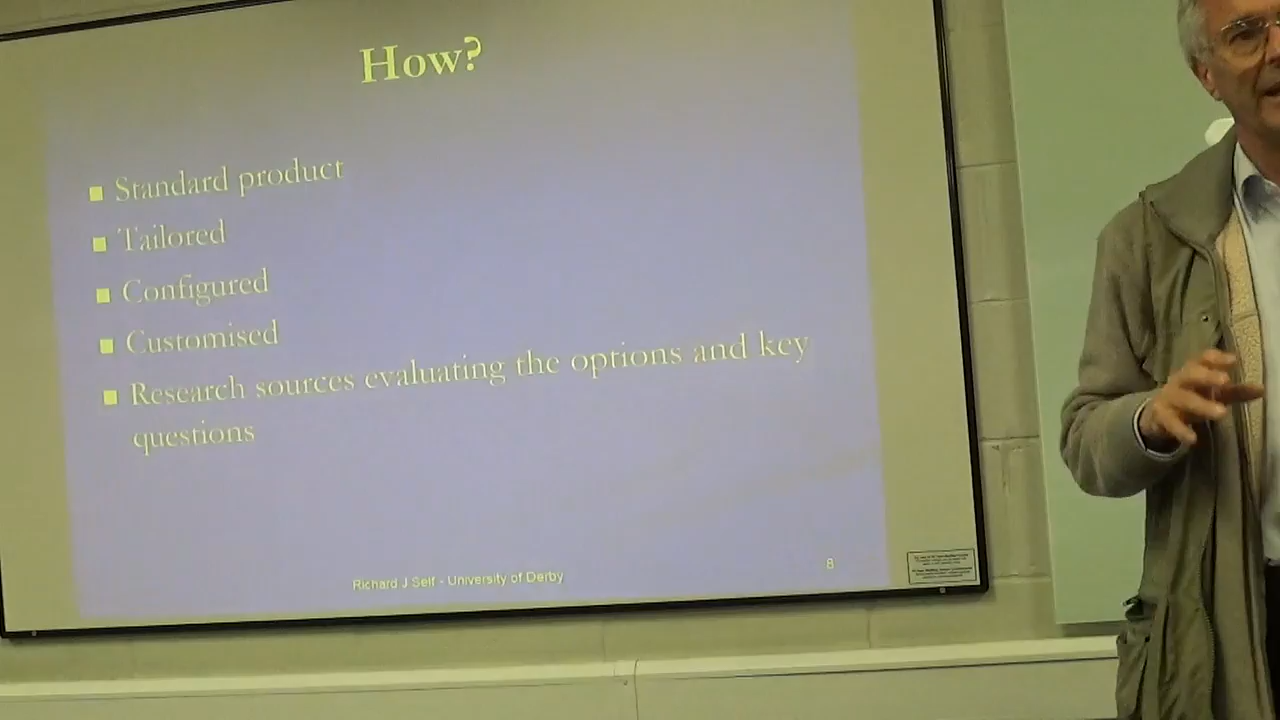 How?
Standard product
Tailored
Configured
Customised
Research sources evaluating the options and key
questions
Richard J Self - University of Derby
8